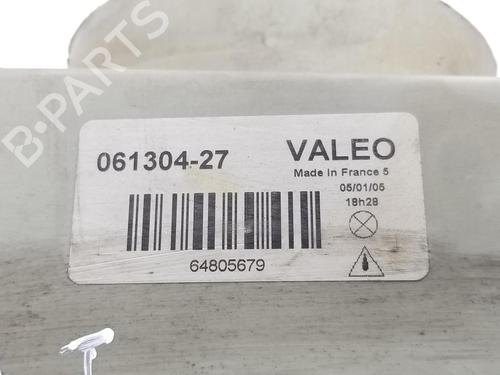 B-PARTS
061304-27
VALEO
Made in France 5
05/01/05
18h28
64805679